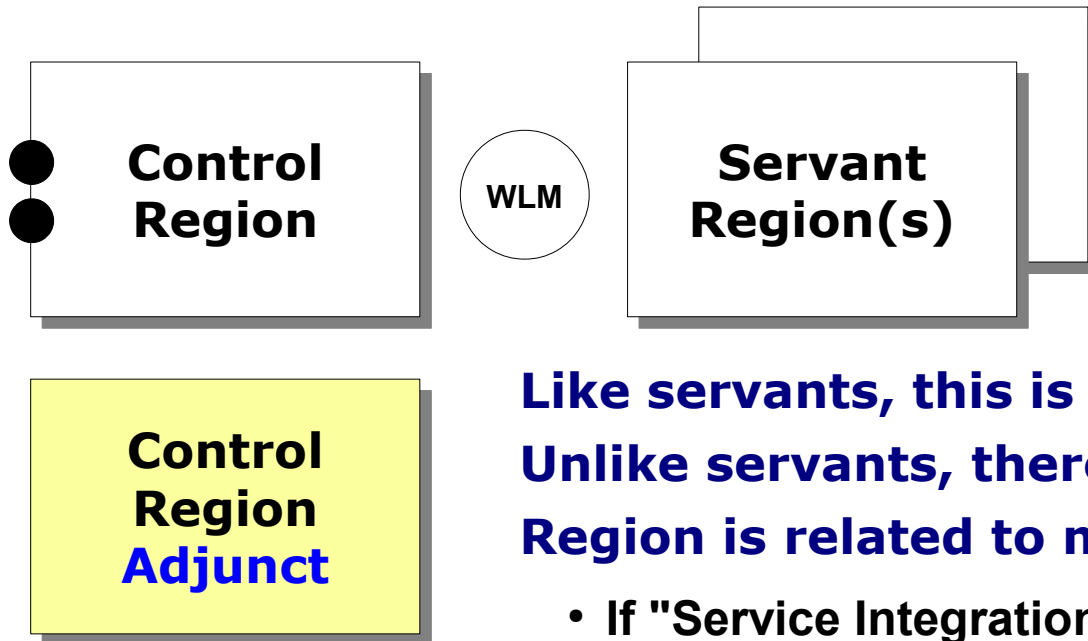 Control
Region
WLM
Servant
Region(s)
Control
Region
Adjunct
Like servants, this is
Unlike servants,
Region is related to
• If "Service Integration